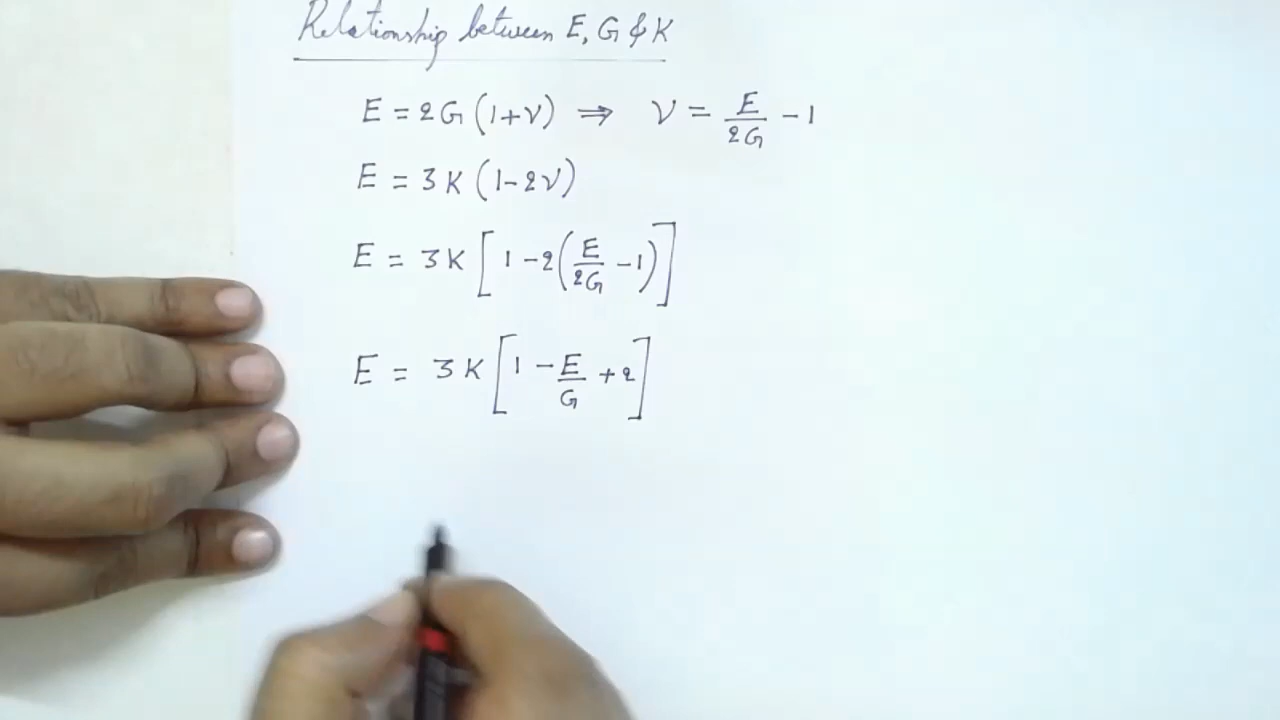 Relationship between E, G & K
E = 2G (1+ν) ⇒ ν = E/2G - 1
E = 3K (1-2ν)
E = 3K [1 - 2(E/2G - 1)]
E = 3K [1 - E/G + 2]